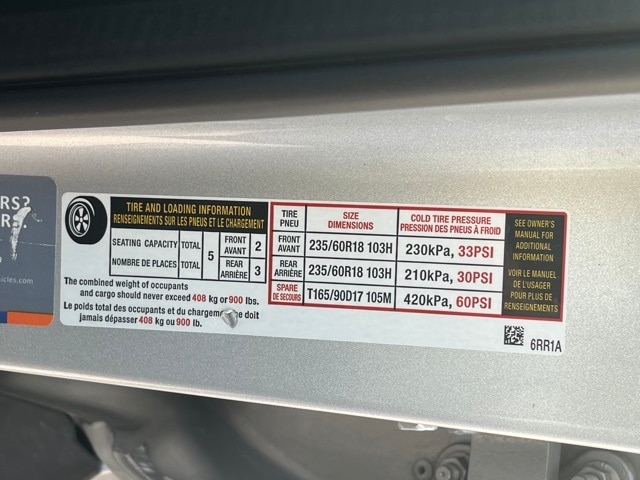 RS?
R?
icles.com
TIRE AND LOADING INFORMATION
RENSEIGNEMENTS SUR LES PNEUS ET LE CHARGEMENT
SEATING CAPACITY TOTAL 5 FRONT AVANT 2
NOMBRE DE PLACES TOTAL REAR ARRIÈRE 3
The combined weight of occupants
and cargo should never exceed 408 kg or 900 lbs.
Le poids total des occupants et du chargement doit
jamais dépasser 408 kg ou 900 lb.
TIRE PNEU SIZE DIMENSIONS COLD TIRE PRESSURE PRESSION DES PNEUS À FROID
FRONT AVANT 235/60R18 103H 230kPa, 33PSI
REAR ARRIÈRE 235/60R18 103H 210kPa, 30PSI
SPARE DE SECOURS T165/90D17 105M 420kPa, 60PSI
SEE OWNER'S
MANUAL FOR
ADDITIONAL
INFORMATION
VOIR LE MANUEL
DE L'USAGER
POUR PLUS DE
RENSEIGNEMENTS
6RR1A